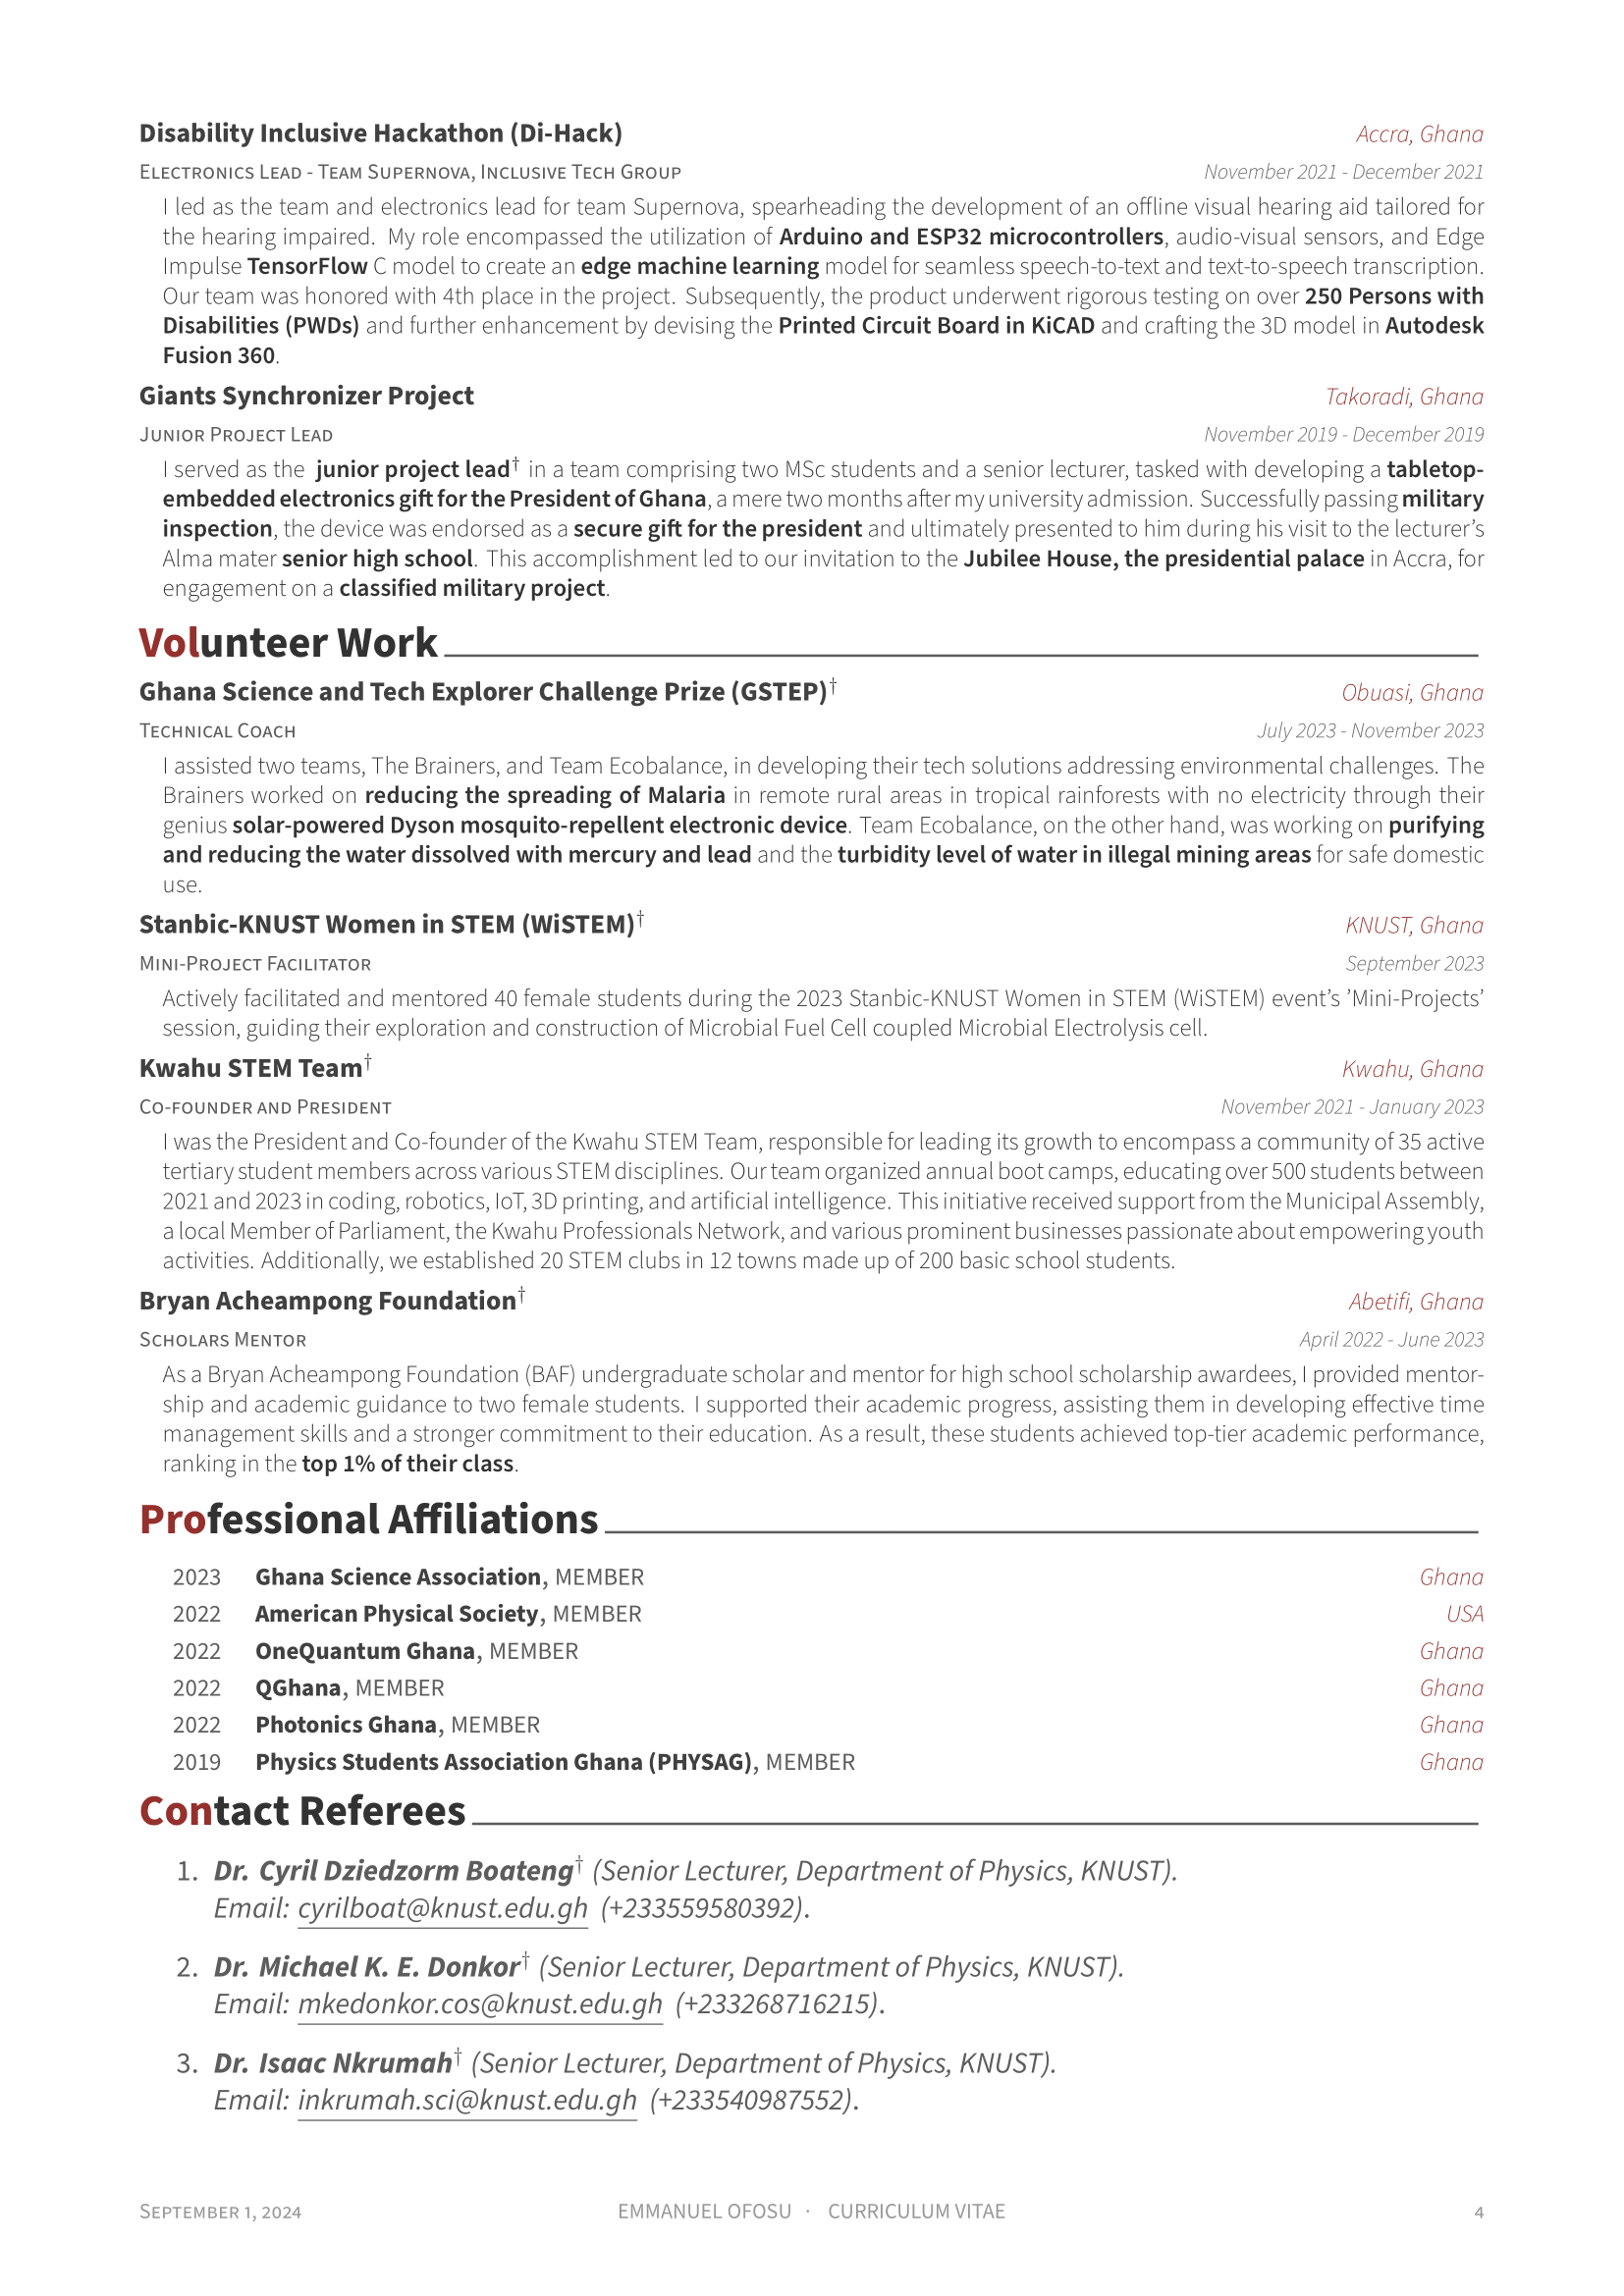 Disability Inclusive Hackathon (Di-Hack) Accra, Ghana
Electronics Lead - Team Supernova, Inclusive Tech Group November 2021 - December 2021
I led as the team and electronics lead for team Supernova, spearheading the development of an offline visual hearing aid tailored for
the hearing impaired. My role encompassed the utilization of Arduino and ESP32 microcontrollers, audio-visual sensors, and Edge
Impulse TensorFlow C model to create an edge machine learning model for seamless speech-to-text and text-to-speech transcription.
Our team was honored with 4th place in the project. Subsequently, the product underwent rigorous testing on over 250 Persons with
Disabilities (PWDs) and further enhancement by devising the Printed Circuit Board in KiCAD and crafting the 3D model in Autodesk
Fusion 360.
Giants Synchronizer Project Takoradi, Ghana
Junior Project Lead November 2019 - December 2019
I served as the junior project lead† in a team comprising two MSc students and a senior lecturer, tasked with developing a tabletop-
embedded electronics gift for the President of Ghana, a mere two months after my university admission. Successfully passing military
inspection, the device was endorsed as a secure gift for the president and ultimately presented to him during his visit to the lecturer's
Alma mater senior high school. This accomplishment led to our invitation to the Jubilee House, the presidential palace in Accra, for
engagement on a classified military project.
Volunteer Work
Ghana Science and Tech Explorer Challenge Prize (GSTEP)† Obuasi, Ghana
Technical Coach July 2023 - November 2023
I assisted two teams, The Brainers, and Team Ecobalance, in developing their tech solutions addressing environmental challenges. The
Brainers worked on reducing the spreading of Malaria in remote rural areas in tropical rainforests with no electricity through their
genius solar-powered Dyson mosquito-repellent electronic device. Team Ecobalance, on the other hand, was working on purifying
and reducing the water dissolved with mercury and lead and the turbidity level of water in illegal mining areas for safe domestic
use.
Stanbic-KNUST Women in STEM (WiSTEM)† KNUST, Ghana
Mini-Project Facilitator September 2023
Actively facilitated and mentored 40 female students during the 2023 Stanbic-KNUST Women in STEM (WiSTEM) event's 'Mini-Projects'
session, guiding their exploration and construction of Microbial Fuel Cell coupled Microbial Electrolysis cell.
Kwahu STEM Team† Kwahu, Ghana
Co-founder and President November 2021 - January 2023
I was the President and Co-founder of the Kwahu STEM Team, responsible for leading its growth to encompass a community of 35 active
tertiary student members across various STEM disciplines. Our team organized annual boot camps, educating over 500 students between
2021 and 2023 in coding, robotics, IoT, 3D printing, and artificial intelligence. This initiative received support from the Municipal Assembly,
a local Member of Parliament, the Kwahu Professionals Network, and various prominent businesses passionate about empowering youth
activities. Additionally, we established 20 STEM clubs in 12 towns made up of 200 basic school students.
Bryan Acheampong Foundation† Abetifi, Ghana
Scholars Mentor April 2022 - June 2023
As a Bryan Acheampong Foundation (BAF) undergraduate scholar and mentor for high school scholarship awardees, I provided mentor-
ship and academic guidance to two female students. I supported their academic progress, assisting them in developing effective time
management skills and a stronger commitment to their education. As a result, these students achieved top-tier academic performance,
ranking in the top 1% of their class.
Professional Affiliations
2023 Ghana Science Association, MEMBER Ghana
2022 American Physical Society, MEMBER USA
2022 OneQuantum Ghana, MEMBER Ghana
2022 QGhana, MEMBER Ghana
2022 Photonics Ghana, MEMBER Ghana
2019 Physics Students Association Ghana (PHYSAG), MEMBER Ghana
Contact Referees
1. Dr. Cyril Dziedzorm Boateng† (Senior Lecturer, Department of Physics, KNUST).
Email: cyrilboat@knust.edu.gh (+233559580392).
2. Dr. Michael K. E. Donkor† (Senior Lecturer, Department of Physics, KNUST).
Email: mkedonkor.cos@knust.edu.gh (+233268716215).
3. Dr. Isaac Nkrumah† (Senior Lecturer, Department of Physics, KNUST).
Email: inkrumah.sci@knust.edu.gh (+233540987552).
September 1, 2024 EMMANUEL OFOSU · CURRICULUM VITAE 4